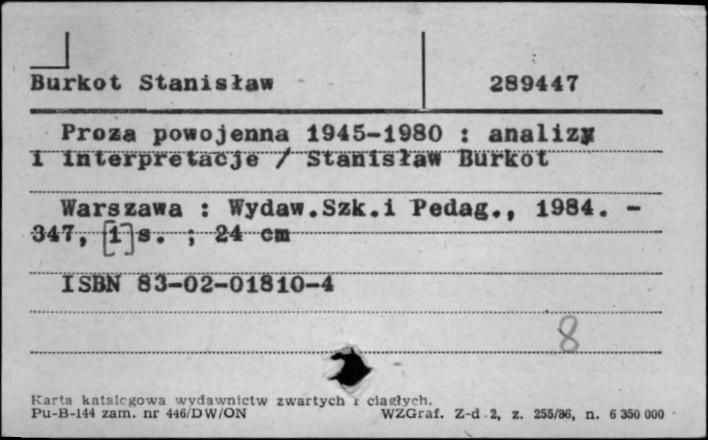 Burkot Stanisław 289447
Proza powojenna 1945-1980 : analizy
i interpretacje / Stanisław Burkot
Warszawa : Wydaw.Szk.i Pedag., 1984. -
347, [1] s. ; 24 cm
ISBN 83-02-01810-4
8
Karta katalogowa wydawnictw zwartych i ciągłych.
Pu-B-144 zam. nr 446/DW/ON WZGraf. Z-d 2, z. 255/86, n. 6 350 000